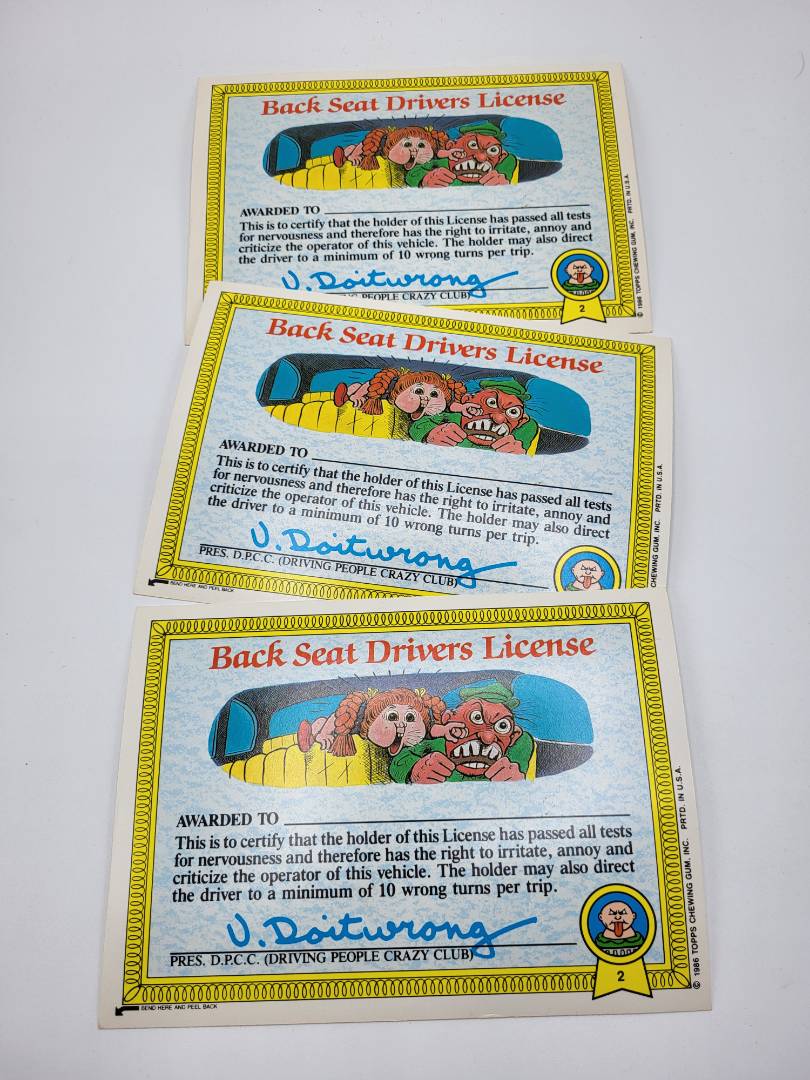 Back Seat Drivers License
AWARDED TO
This is to certify that the holder of this License has passed all tests
for nervousness and therefore has the right to irritate, annoy and
criticize the operator of this vehicle. The holder may also direct
the driver to a minimum of 10 wrong turns per trip.
U. Doitwrong
PEOPLE CRAZY CLUB)
2
© 1986 TOPPS CHEWING GUM, INC. PRTD. IN U.S.A.
Back Seat Drivers License
AWARDED TO
This is to certify that the holder of this License has passed all tests
for nervousness and therefore has the right to irritate, annoy and
criticize the operator of this vehicle. The holder may also direct
the driver to a minimum of 10 wrong turns per trip.
U. Doitwrong
PRES. D.P.C.C. (DRIVING PEOPLE CRAZY CLUB)
BEND HERE AND PEEL BACK
CHEWING GUM, INC. PRTD. IN U.S.A.
Back Seat Drivers License
AWARDED TO
This is to certify that the holder of this License has passed all tests
for nervousness and therefore has the right to irritate, annoy and
criticize the operator of this vehicle. The holder may also direct
the driver to a minimum of 10 wrong turns per trip.
U. Doitwrong
PRES. D.P.C.C. (DRIVING PEOPLE CRAZY CLUB)
2
BEND HERE AND PEEL BACK
© 1986 TOPPS CHEWING GUM, INC. PRTD. IN U.S.A.